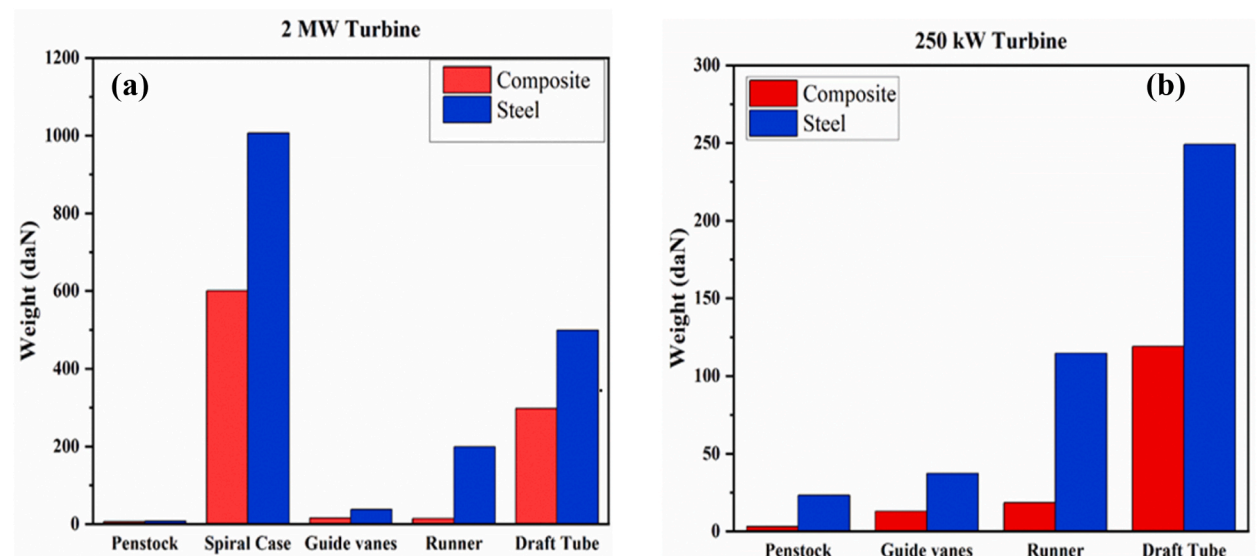 2 MW Turbine
(a)
Composite
Steel
1200
1000
800
600
400
200
0
Weight (daN)
Penstock Spiral Case Guide vanes Runner Draft Tube
250 kW Turbine
(b)
Composite
Steel
300
250
200
150
100
50
0
Weight (daN)
Penstock Guide vanes Runner Draft Tube